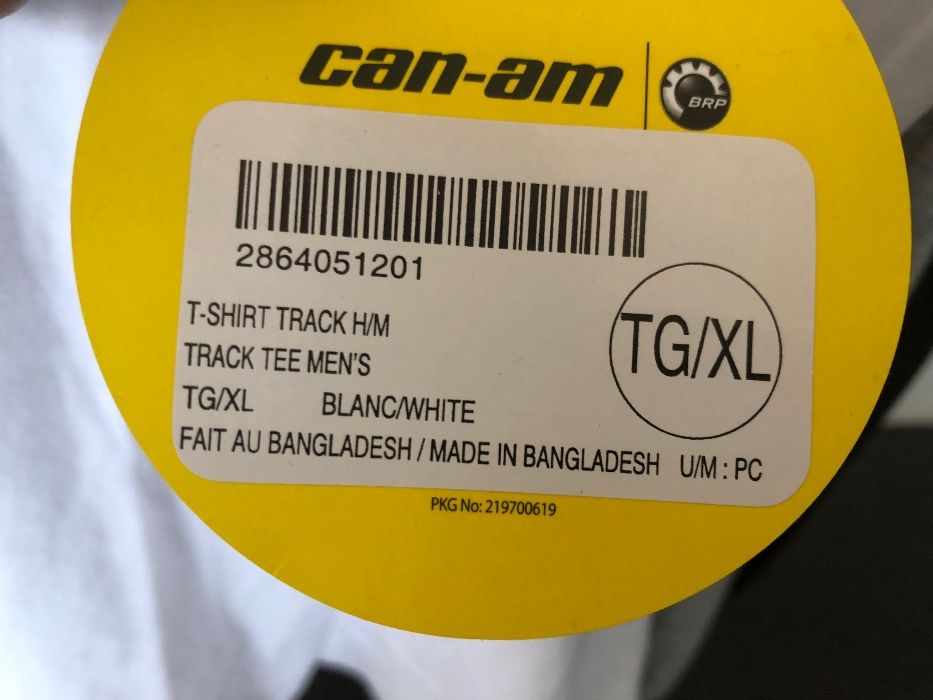 can-am
BRP
2864051201
T-SHIRT TRACK H/M
TRACK TEE MEN'S
TG/XL
TG/XL BLANC/WHITE
FAIT AU BANGLADESH / MADE IN BANGLADESH U/M : PC
PKG No: 219700619